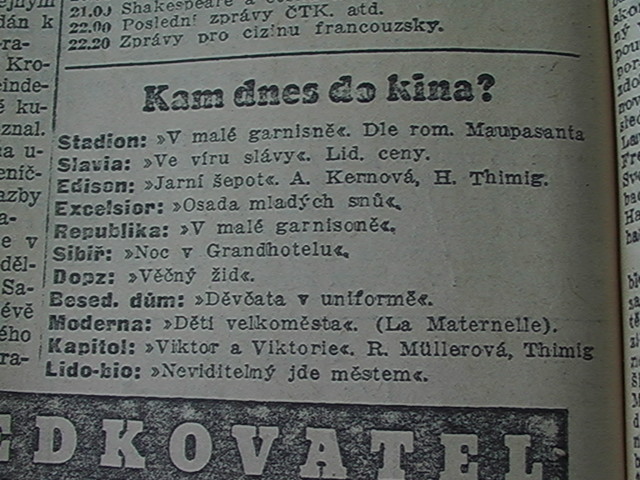 21.00 Shakespeare a
22.00 Poslední zprávy ČTK. atd.
22.20 Zprávy pro cizinu francouzsky.
Kam dnes do kina?
Stadion: »V malé garnisně«. Dle rom. Maupasanta
Slavia: »Ve víru slávy«. Lid. ceny.
Edison: »Jarní šepot«. A. Kernová, H. Thimig.
Excelsior: »Osada mladých snů«.
Republika: »V malé garnisoně«.
Sibiř: »Noc v Grandhotelu«.
Dopz: »Věčný žid«.
Besed. dům: »Děvčata v uniformě«.
Moderna: »Děti velkoměsta«. (La Maternelle).
Kapitol: »Viktor a Viktorie«. R. Müllerová, Thimig
Lido-bio: »Neviditelný jde městem«.
EDKOVATEL